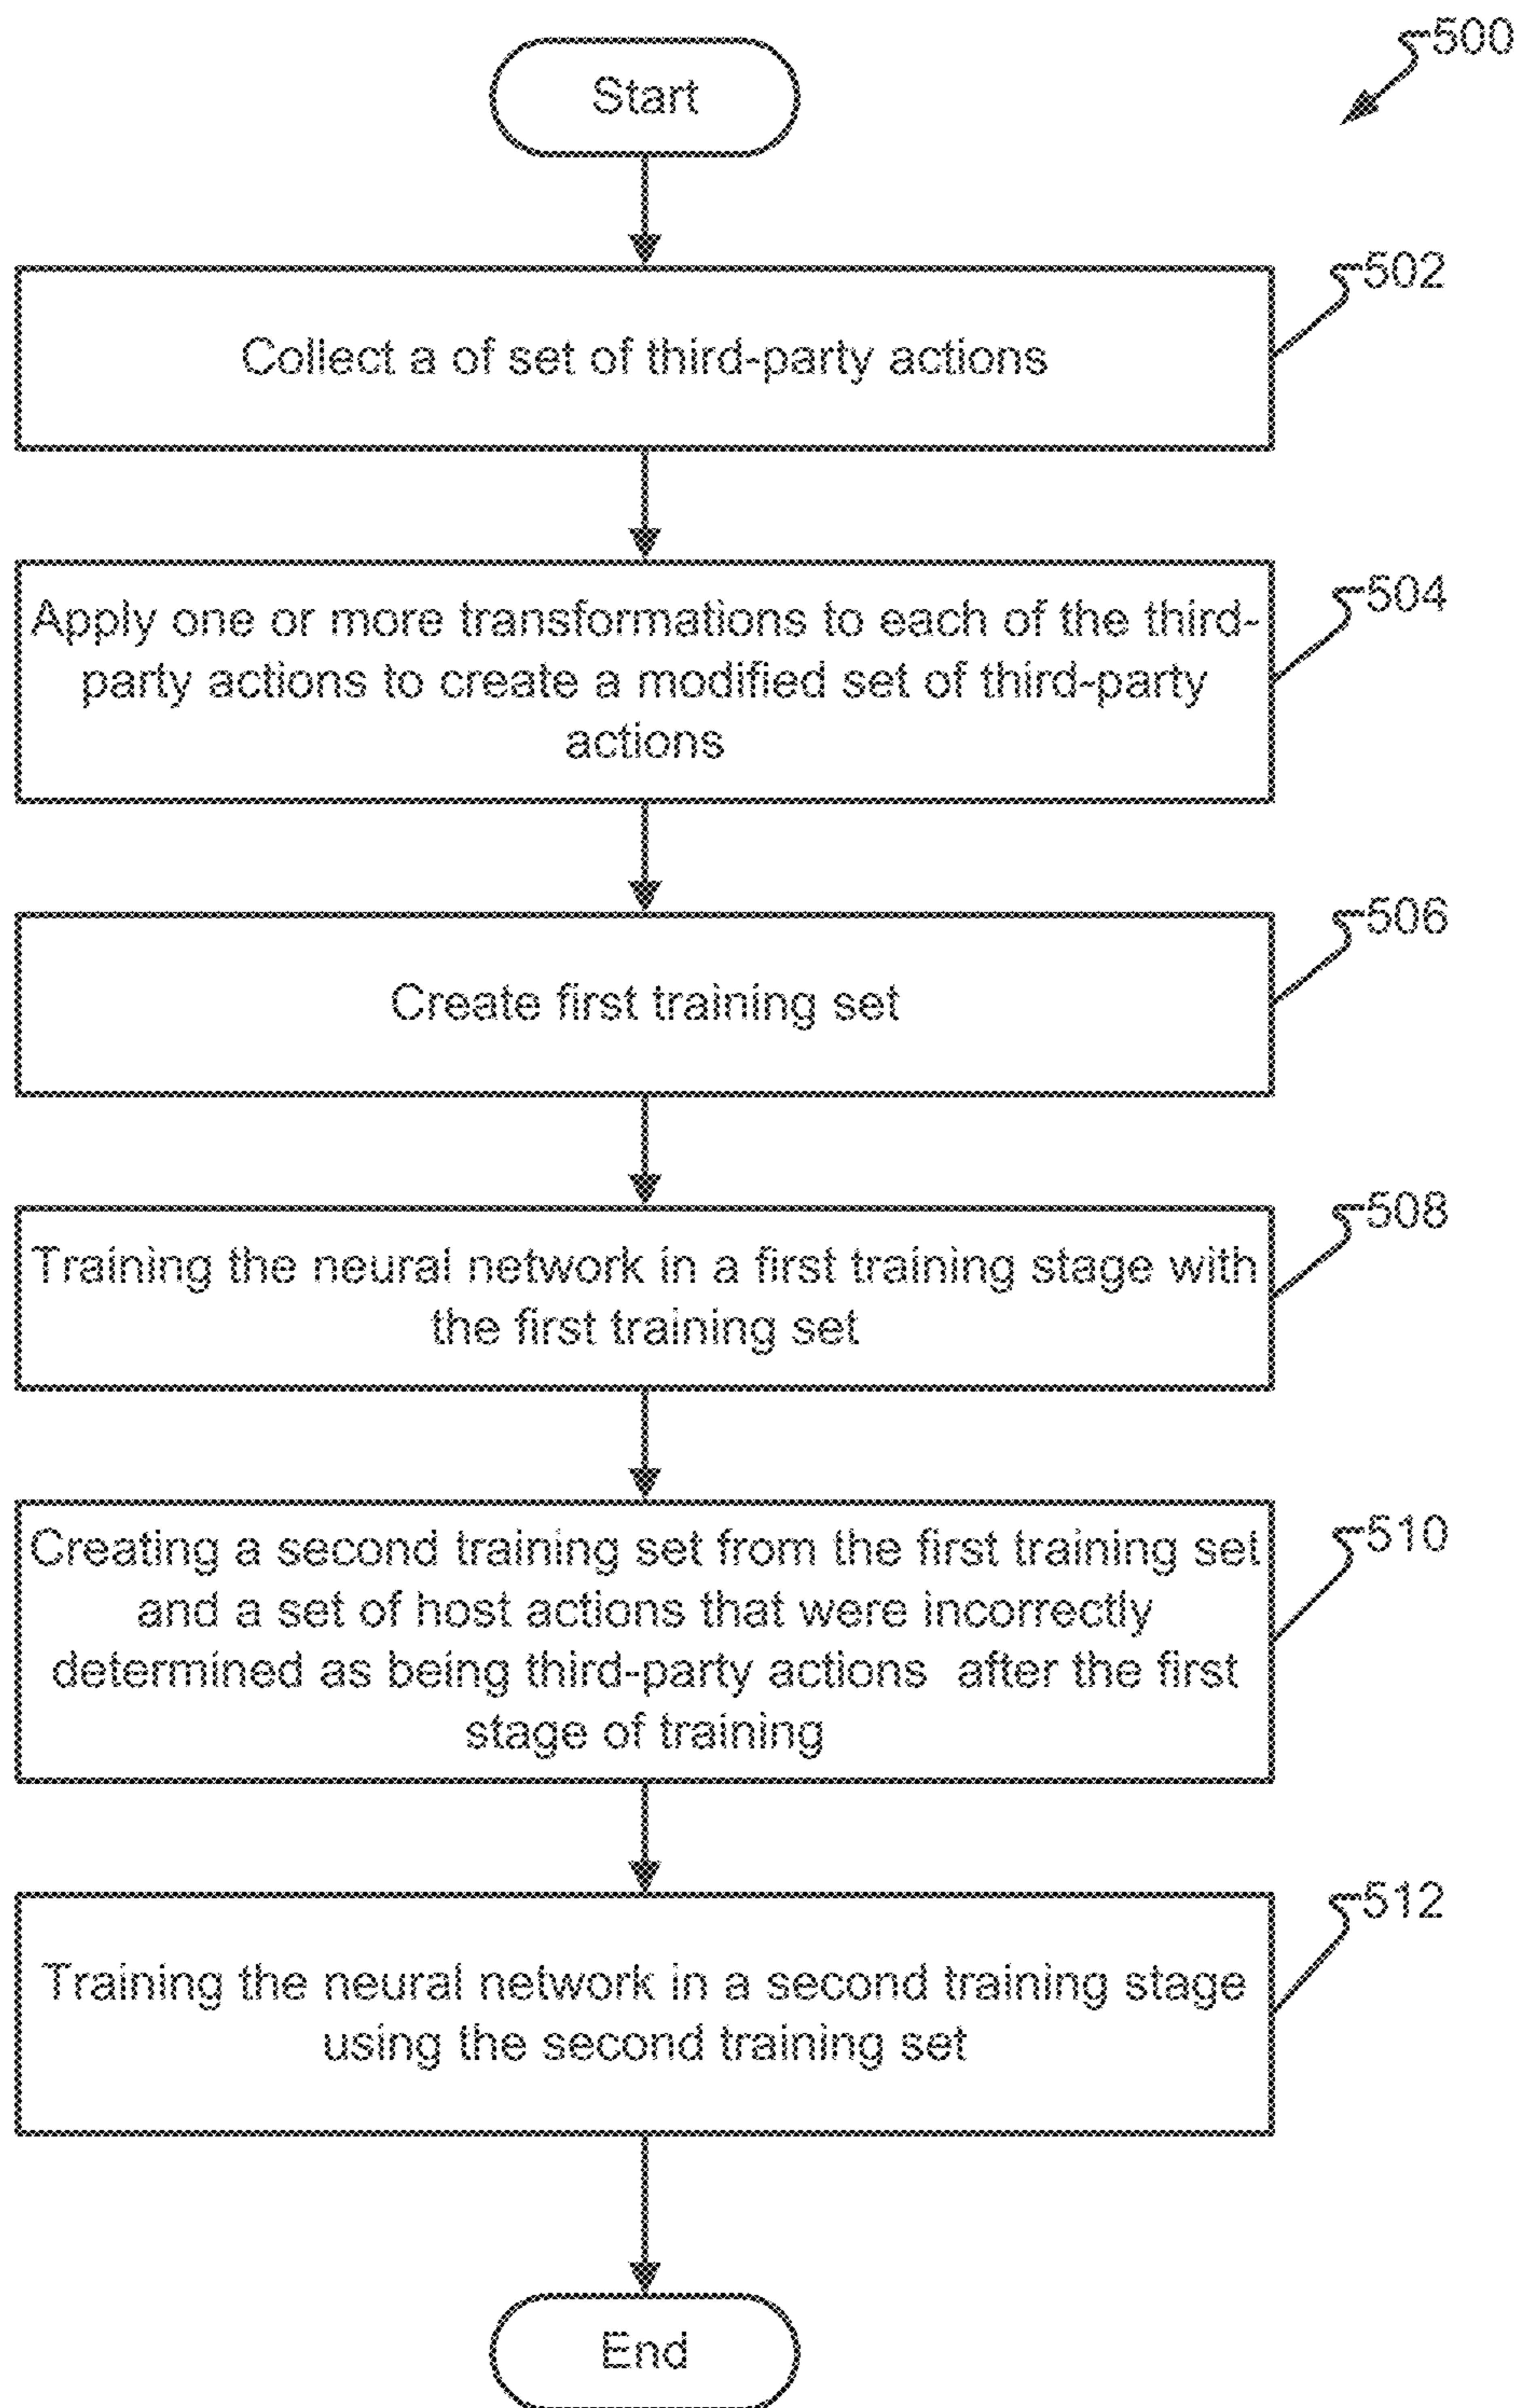 500
Start
502
Collect a of set of third-party actions
504
Apply one or more transformations to each of the third-
party actions to create a modified set of third-party
actions
506
Create first training set
508
Training the neural network in a first training stage with
the first training set
510
Creating a second training set from the first training set
and a set of host actions that were incorrectly
determined as being third-party actions after the first
stage of training
512
Training the neural network in a second training stage
using the second training set
End